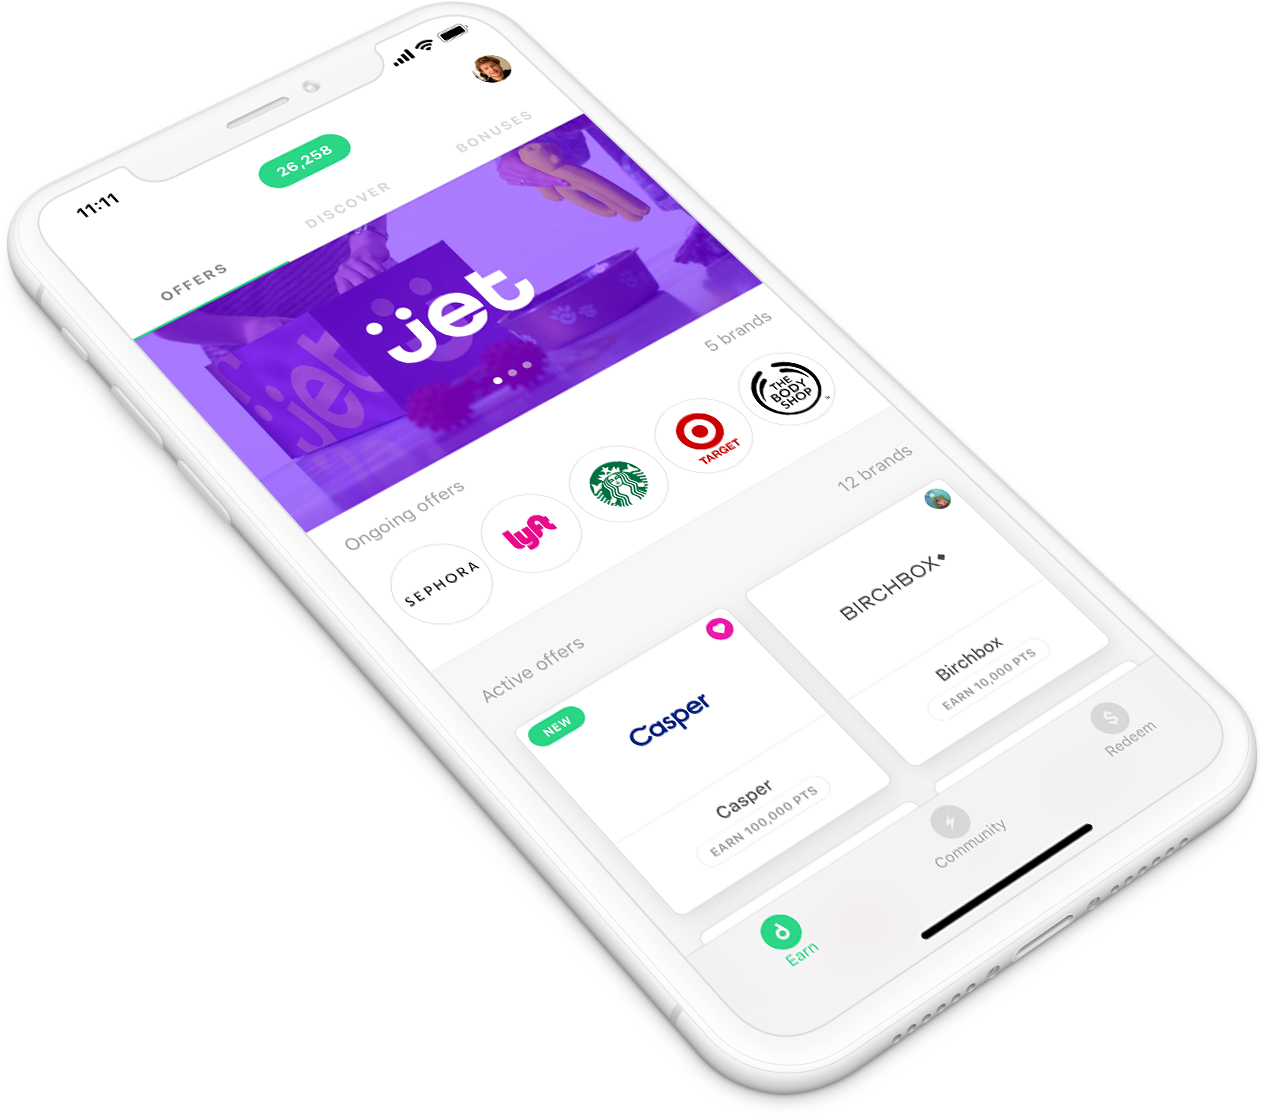 11:11
26,258
OFFERS
DISCOVER
BONUSES
jet
jet
Ongoing offers
5 brands
SEPHORA
lyft
TARGET
THE
BODY
SHOP
Active offers
12 brands
NEW
Casper
Casper
EARN 100,000 PTS
BIRCHBOX
Birchbox
EARN 10,000 PTS
Earn
Community
Redeem